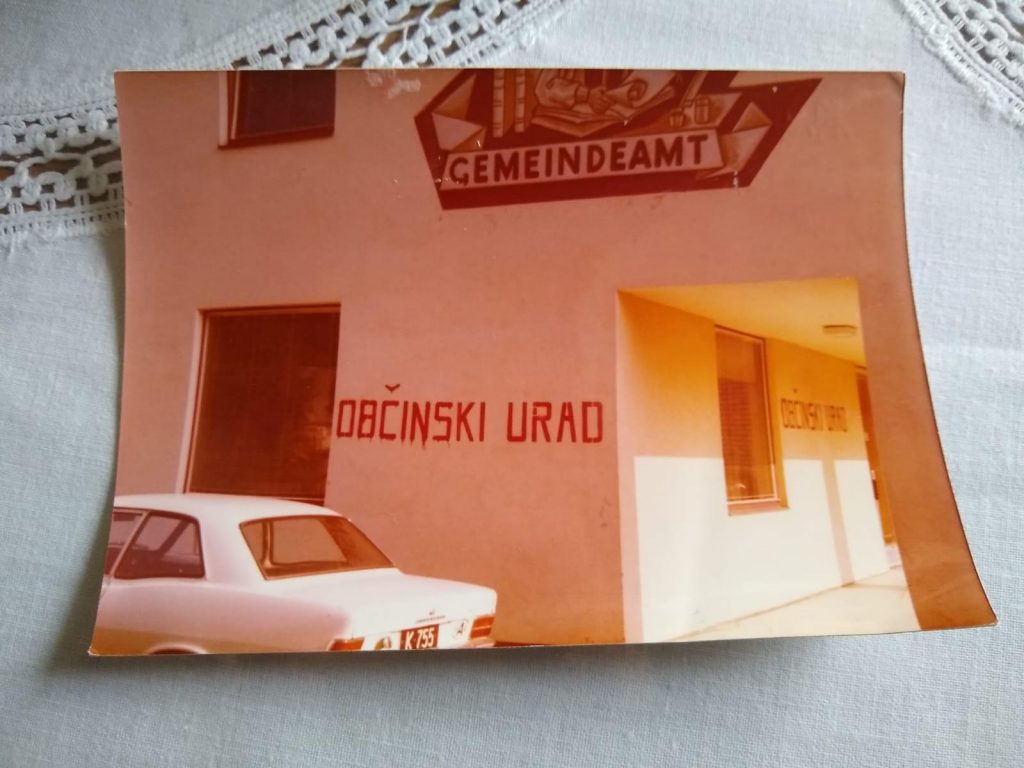 GEMEINDEAMT
OBČINSKI URAD
OBČINSKI URAD
K 755